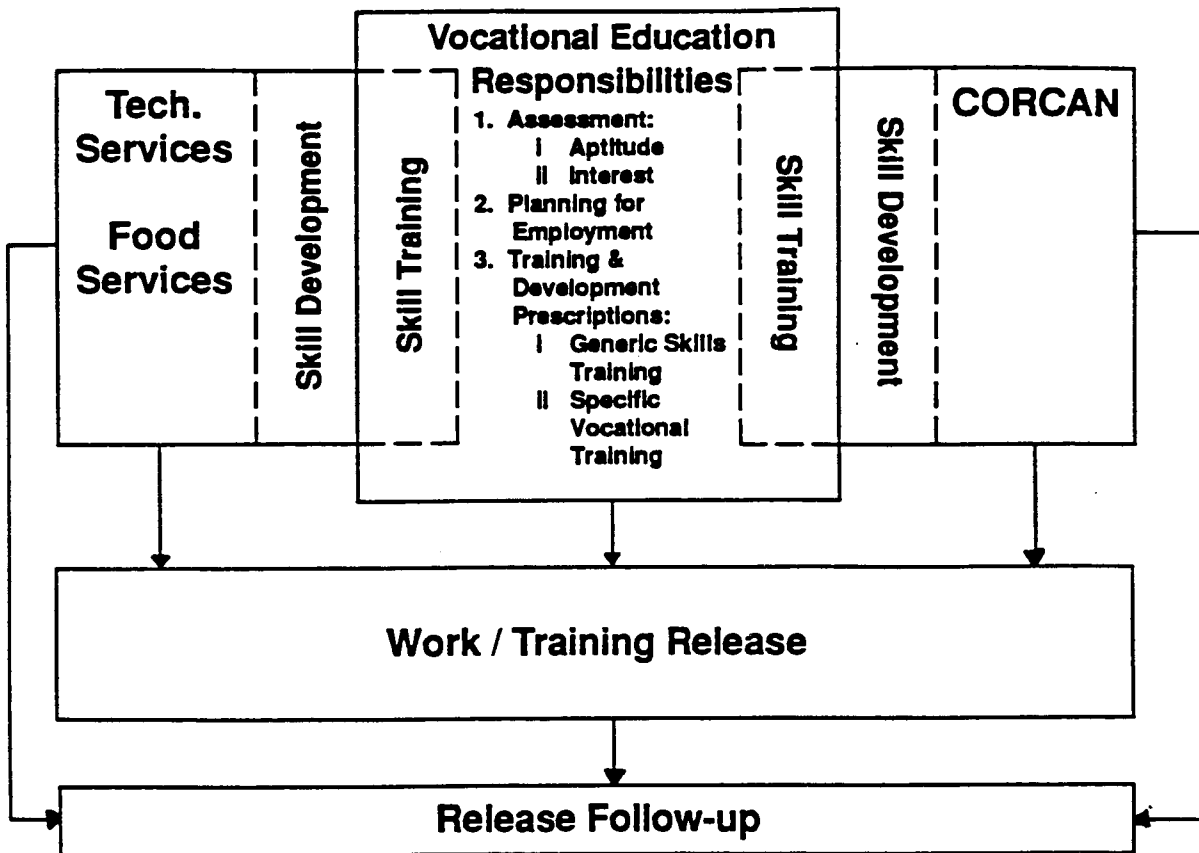 Vocational Education
Responsibilities
1. Assessment:
i Aptitude
ii Interest
2. Planning for
Employment
3. Training &
Development
Prescriptions:
i Generic Skills
Training
ii Specific
Vocational
Training
Tech.
Services
Food
Services
Skill Development
Skill Training
Skill Training
Skill Development
CORCAN
Work / Training Release
Release Follow-up